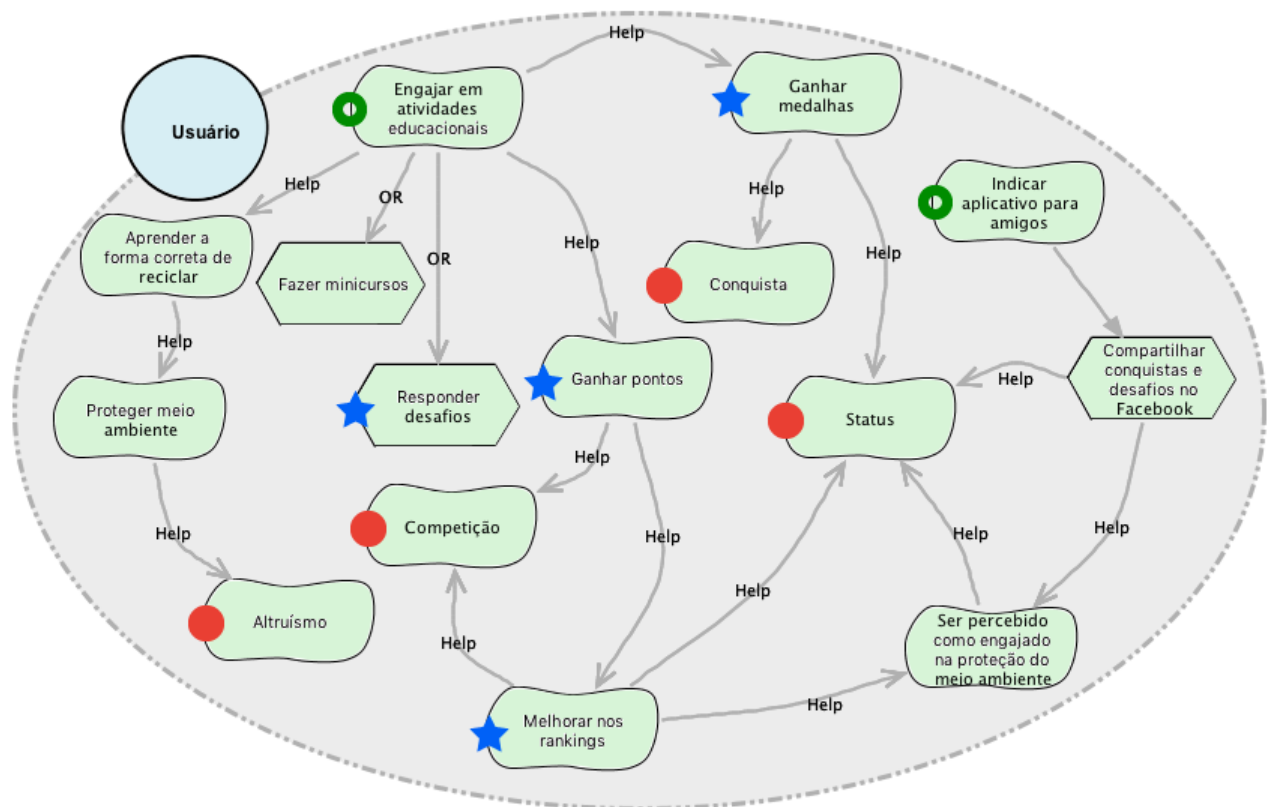 Help
Usuário
Engajar em
atividades
educacionais
Ganhar
medalhas
Help
OR
Help
Indicar
aplicativo para
amigos
Aprender a
forma correta de
reciclar
Fazer minicursos
OR
Help
Conquista
Help
Help
Proteger meio
ambiente
Responder
desafios
Ganhar pontos
Status
Help
Compartilhar
conquistas e
desafios no
Facebook
Help
Competição
Help
Help
Help
Help
Altruísmo
Help
Help
Ser percebido
como engajado
na proteção do
meio ambiente
Melhorar nos
rankings
Help